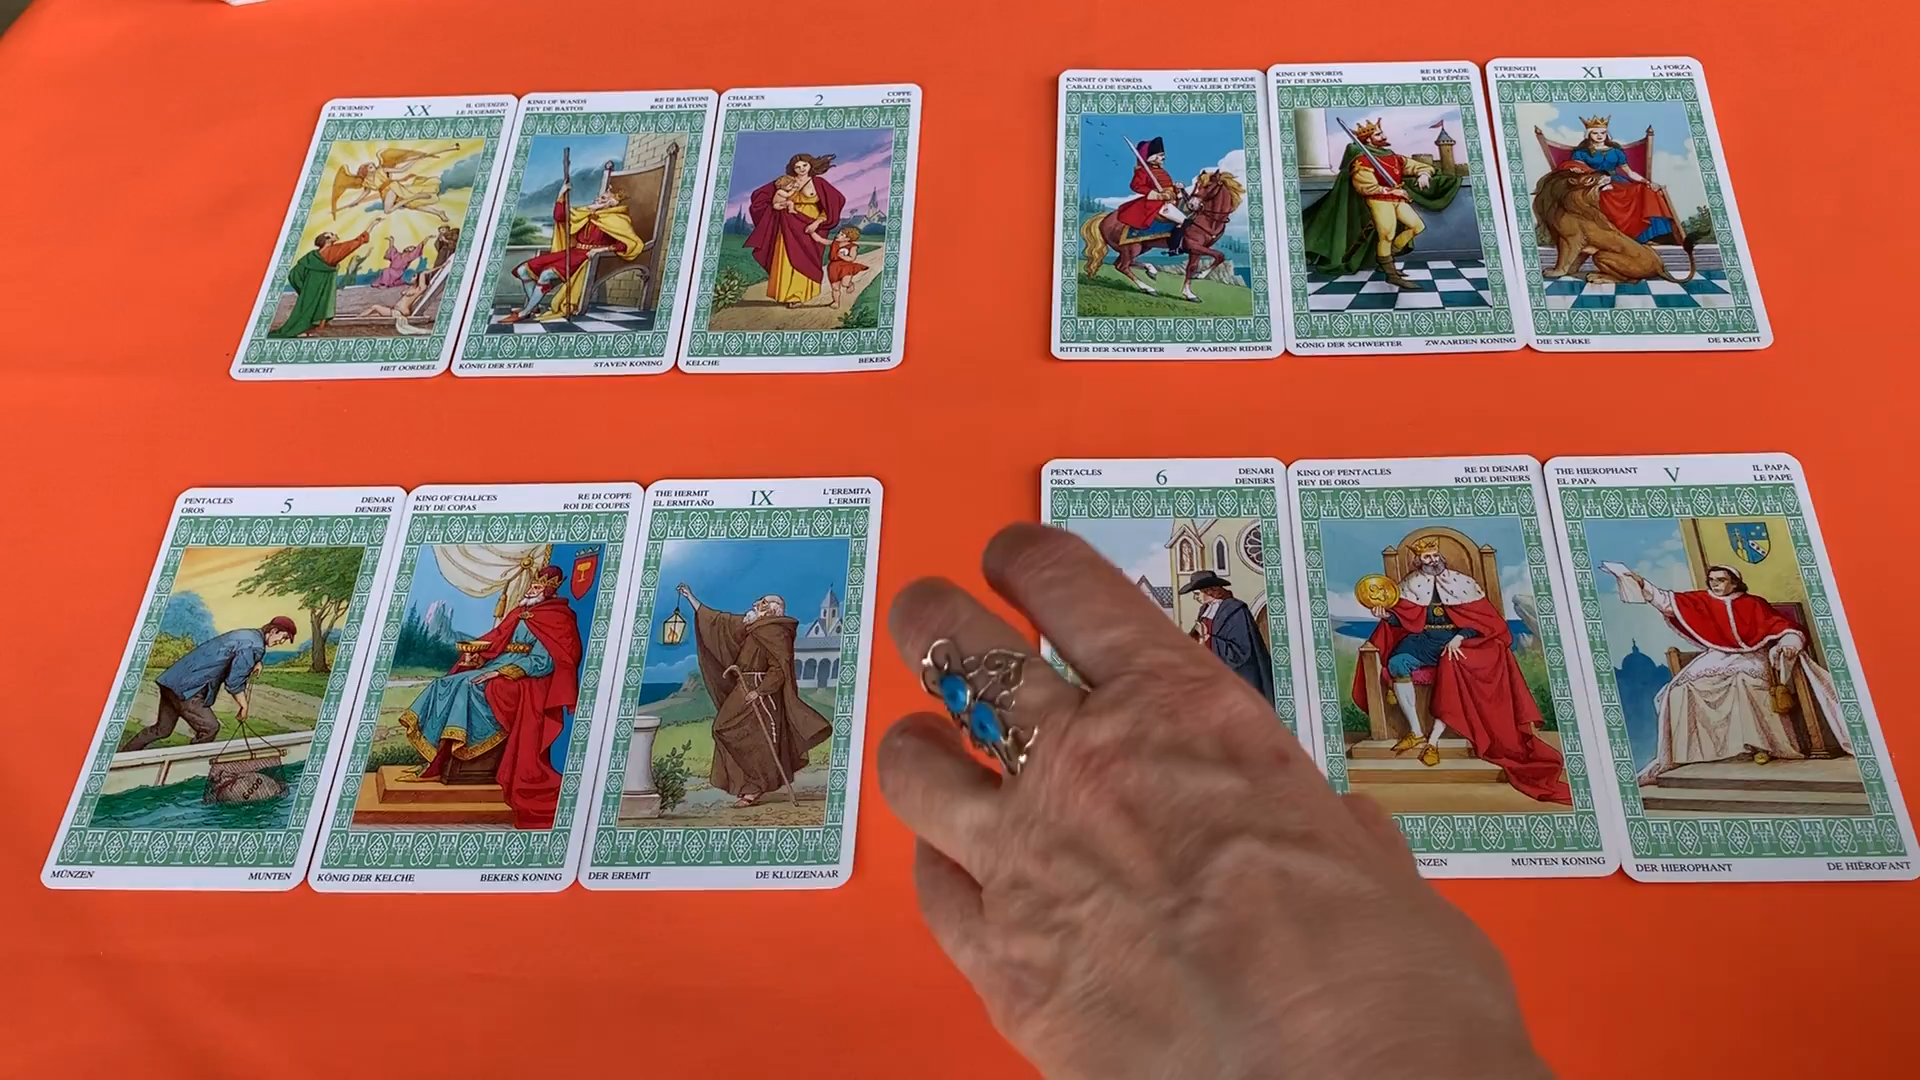 JUDGEMENT XX IL GIUDIZIO
EL JUICIO LE JUGEMENT
GERICHT HET OORDEEL
KING OF WANDS RE DI BASTONI
REY DE BASTOS ROI DE BÂTONS
KÖNIG DER STÄBE STAVEN KONING
CHALICES 2 COPPE
COPAS COUPES
KELCHE BEKERS
KNIGHT OF SWORDS CAVALIERE DI SPADE
CABALLO DE ESPADAS CHEVALIER D'ÉPÉES
RITTER DER SCHWERTER ZWAARDEN RIDDER
KING OF SWORDS RE DI SPADE
REY DE ESPADAS ROI D'ÉPÉES
KÖNIG DER SCHWERTER ZWAARDEN KONING
STRENGTH XI LA FORZA
LA FUERZA LA FORCE
DIE STÄRKE DE KRACHT
PENTACLES 5 DENARI
OROS DENIERS
MÜNZEN MUNTEN
KING OF CHALICES RE DI COPPE
REY DE COPAS ROI DE COUPES
KÖNIG DER KELCHE BEKERS KONING
THE HERMIT IX L'EREMITA
EL ERMITAÑO L'ERMITE
DER EREMIT DE KLUIZENAAR
PENTACLES 6 DENARI
OROS DENIERS
KING OF PENTACLES RE DI DENARI
REY DE OROS ROI DE DENIERS
NZEN MUNTEN KONING
THE HIEROPHANT V IL PAPA
EL PAPA LE PAPE
DER HIEROPHANT DE HIËROFANT